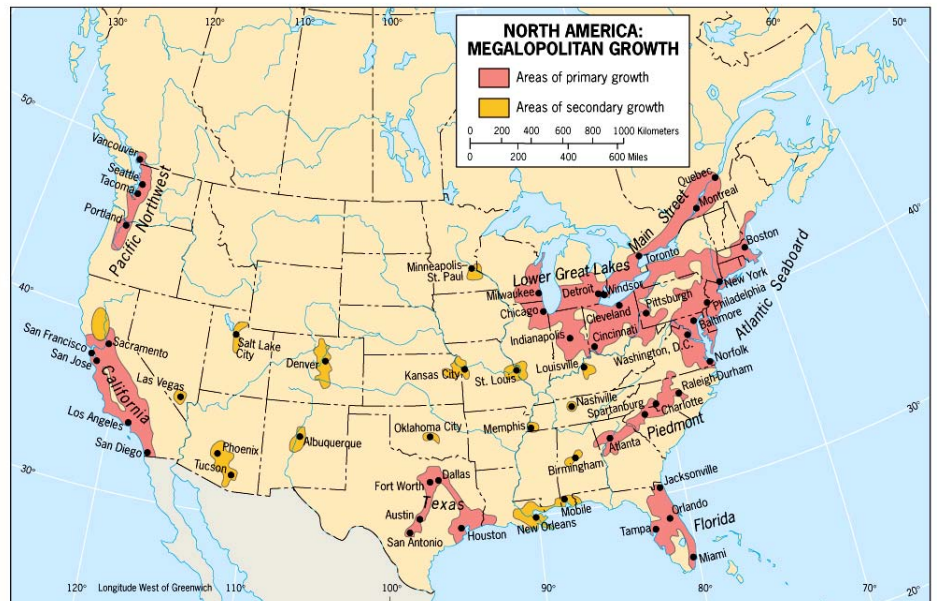 130°
120°
110°
100°
60°
50°
NORTH AMERICA:
MEGALOPOLITAN GROWTH
Areas of primary growth
Areas of secondary growth
0 200 400 600 800 1000 Kilometers
0 200 400 600 Miles
50°
Vancouver
Seattle
Tacoma
Portland
Pacific Northwest
Quebec
Montreal
Main Street
Toronto
Boston
40°
Minneapolis-
St. Paul
Lower Great Lakes
Milwaukee
Detroit
Windsor
Chicago
Cleveland
Pittsburgh
New York
Philadelphia
Baltimore
Atlantic Seaboard
40°
San Francisco
Sacramento
San Jose
California
Salt Lake
City
Denver
Kansas City
St. Louis
Indianapolis
Cincinnati
Washington, D.C.
Louisville
Norfolk
Las Vegas
Los Angeles
San Diego
Phoenix
Tucson
Albuquerque
Oklahoma City
Nashville
Memphis
Spartanburg
Raleigh-Durham
Charlotte
Piedmont
Atlanta
Birmingham
30°
30°
Fort Worth
Dallas
Texas
Austin
San Antonio
Houston
New Orleans
Mobile
Jacksonville
Orlando
Tampa
Florida
Miami
120°
Longitude West of Greenwich
110°
100°
90°
80°
70°
20°